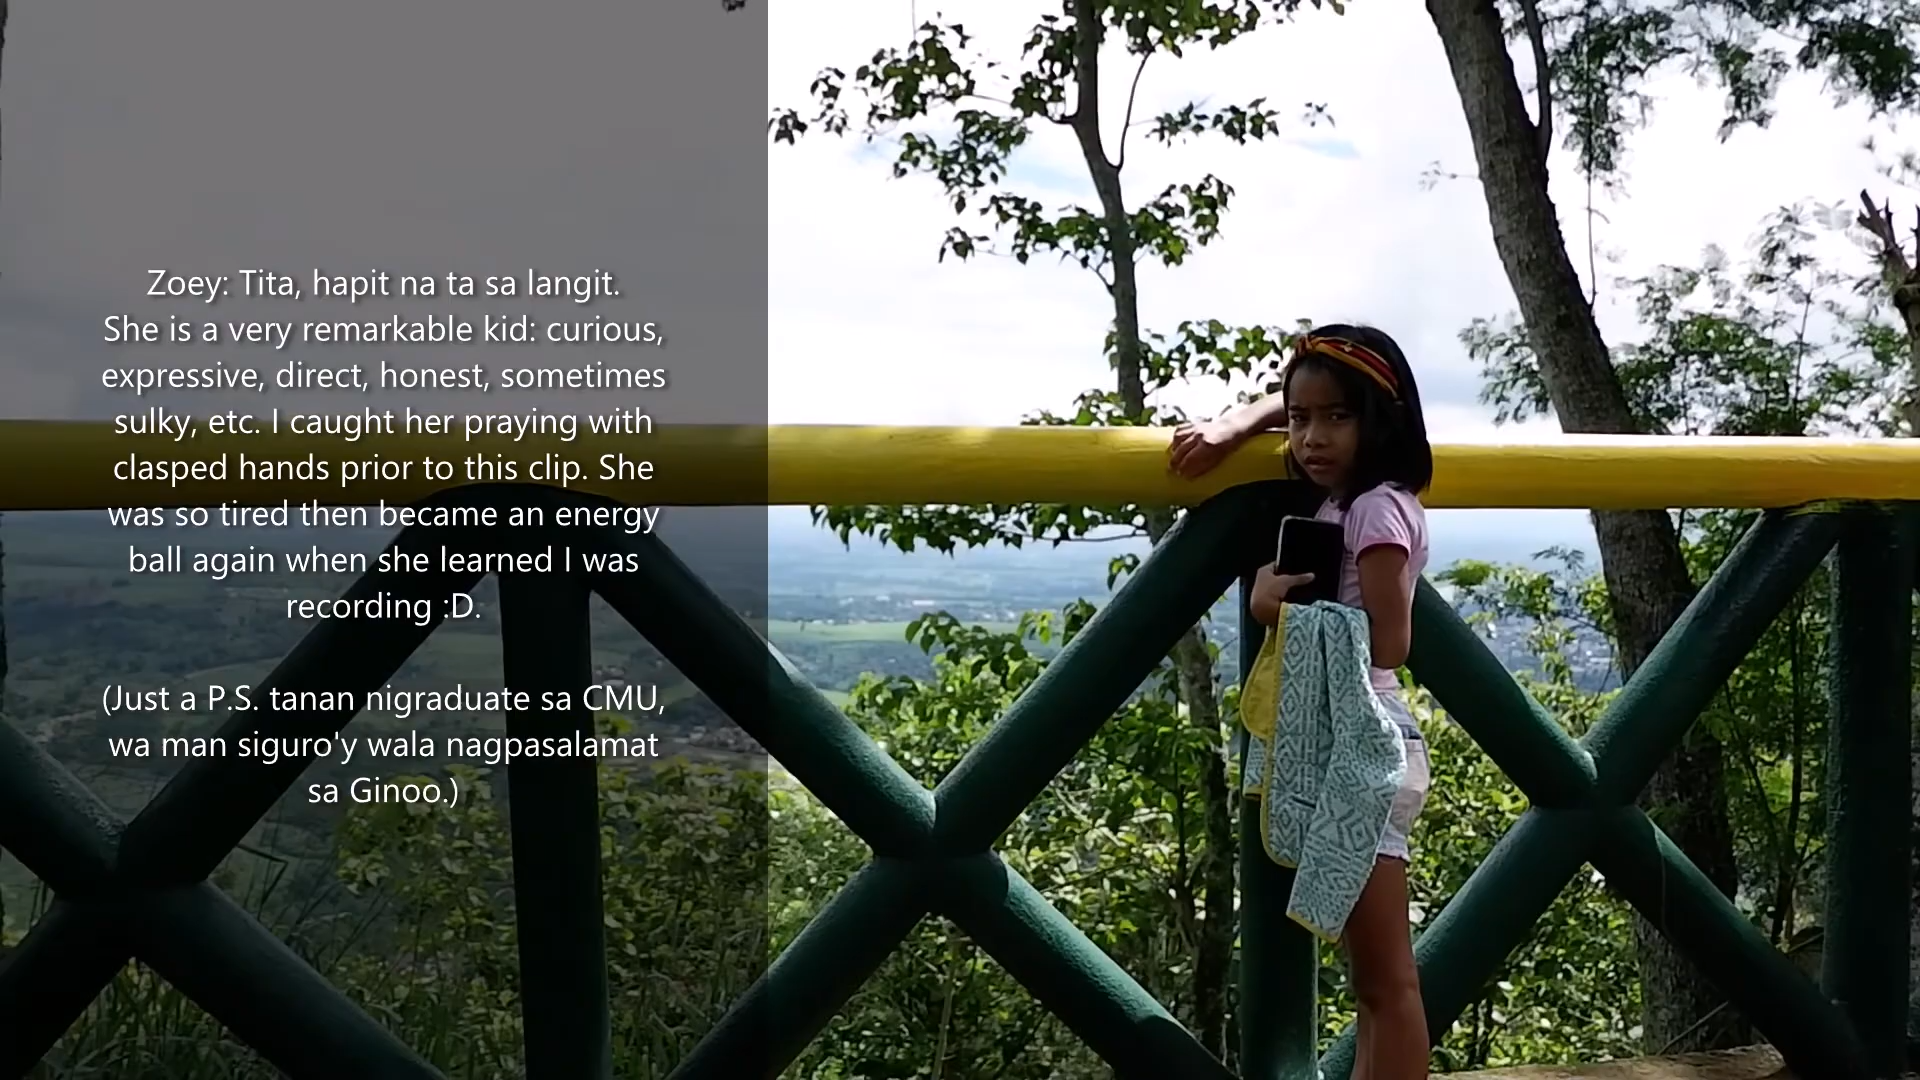 Zoey: Tita, hapit na ta sa langit.
She is a very remarkable kid: curious,
expressive, direct, honest, sometimes
sulky, etc. I caught her praying with
clasped hands prior to this clip. She
was so tired then became an energy
ball again when she learned I was
recording :D.
(Just a P.S. tanan nigraduate sa CMU,
wa man siguro'y wala nagpasalamat
sa Ginoo.)